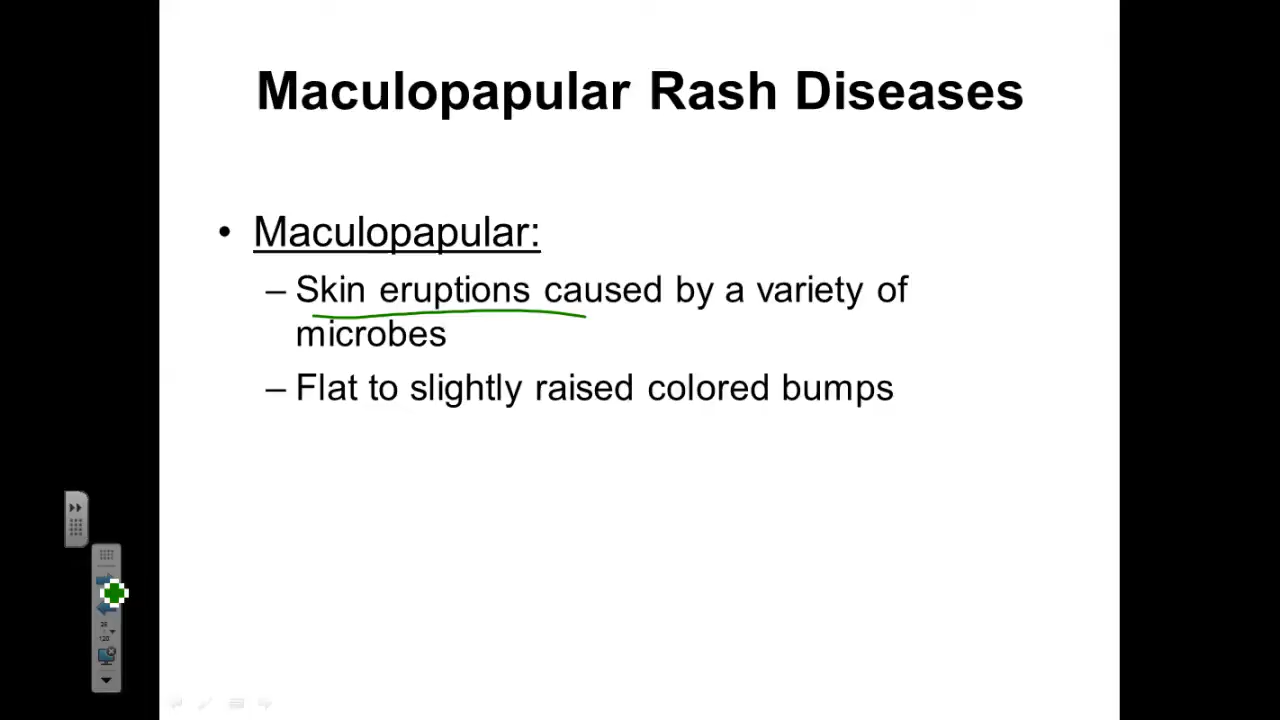 Maculopapular Rash Diseases
• Maculopapular:
– Skin eruptions caused by a variety of
microbes
– Flat to slightly raised colored bumps